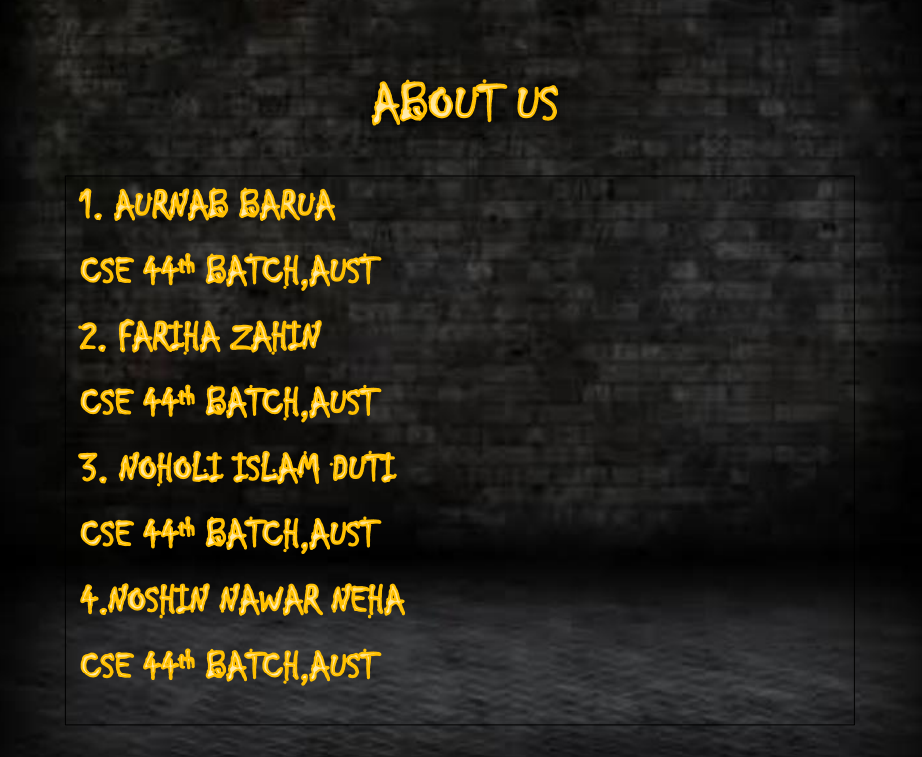 ABOUT US
1. AURNAB BARUA
CSE 44th BATCH,AUST
2. FARIHA ZAHIN
CSE 44th BATCH,AUST
3. NOHOLI ISLAM DUTI
CSE 44th BATCH,AUST
4.NOSHIN NAWAR NEHA
CSE 44th BATCH,AUST